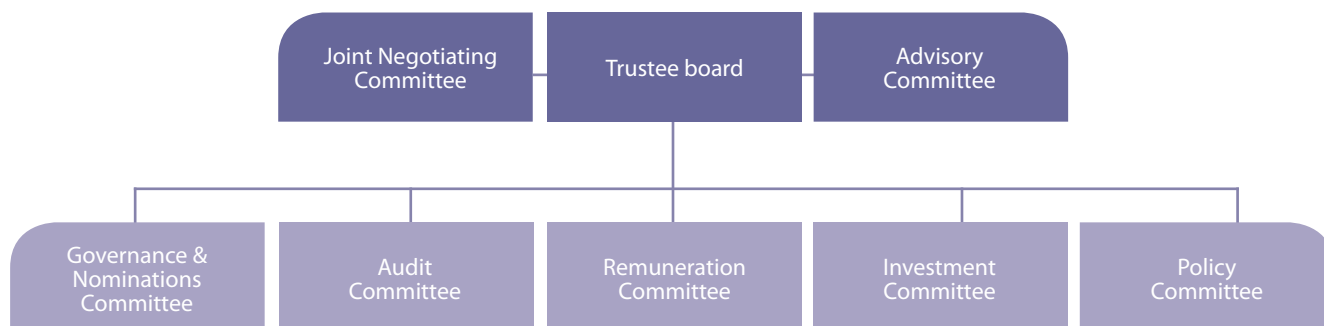 Joint Negotiating
Committee
Trustee board
Advisory
Committee
Governance &
Nominations
Committee
Audit
Committee
Remuneration
Committee
Investment
Committee
Policy
Committee